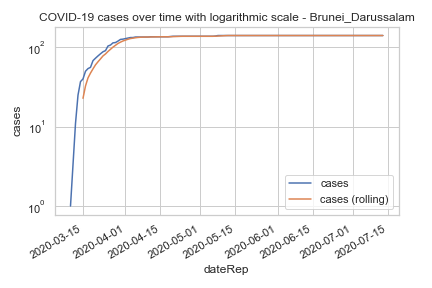 COVID-19 cases over time with logarithmic scale - Brunei_Darussalam
10²
10¹
10⁰
cases
cases
cases (rolling)
2020-03-15
2020-04-01
2020-04-15
2020-05-01
2020-05-15
2020-06-01
2020-06-15
2020-07-01
2020-07-15
dateRep